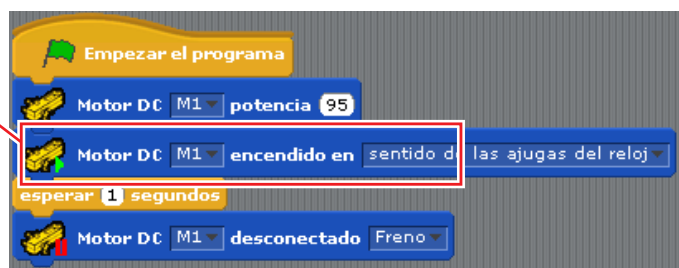 Empezar el programa
Motor DC M1 potencia 95
Motor DC M1 encendido en sentido de las ajugas del reloj
esperar 1 segundos
Motor DC M1 desconectado Freno